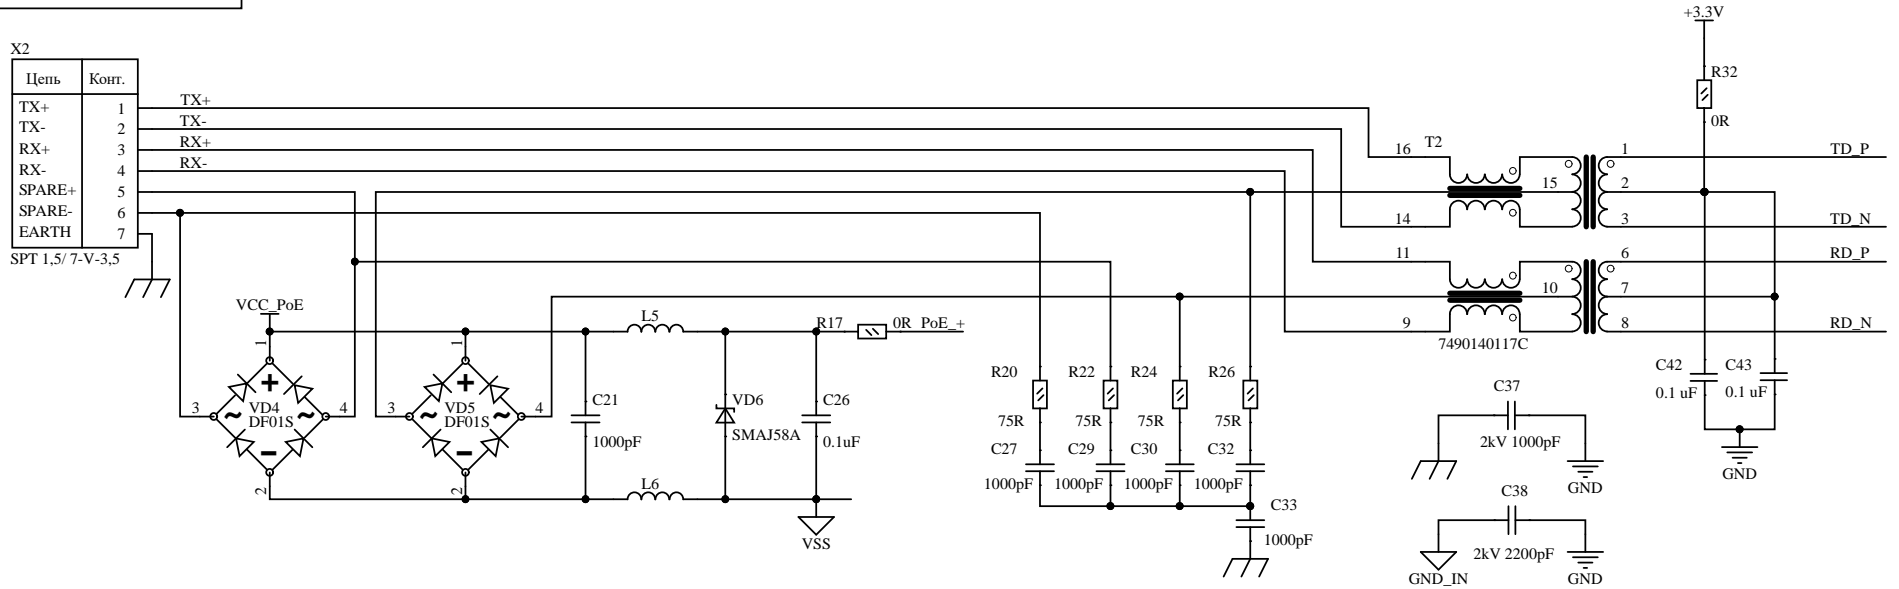 +3.3V
X2
Цепь Конт.
TX+ 1 TX+
TX- 2 TX-
RX+ 3 RX+
RX- 4 RX-
SPARE+ 5
SPARE- 6
EARTH 7
SPT 1,5/ 7-V-3,5
R32
0R
16 T2 1 TD_P
15 2
14 3 TD_N
11 6 RD_P
10 7
9 8 RD_N
7490140117C
VCC_PoE
L5
R17 0R PoE_+
1 1
3 VD4 4
DF01S
3 VD5 4
DF01S
2 2
C21
1000pF
VD6
SMAJ58A
C26
0.1uF
L6
VSS
R20 R22 R24 R26
75R 75R 75R 75R
C27 C29 C30 C32
1000pF 1000pF 1000pF 1000pF
C33
1000pF
C42 C43
0.1 uF 0.1 uF
GND
C37
2kV 1000pF
GND
C38
2kV 2200pF
GND_IN GND